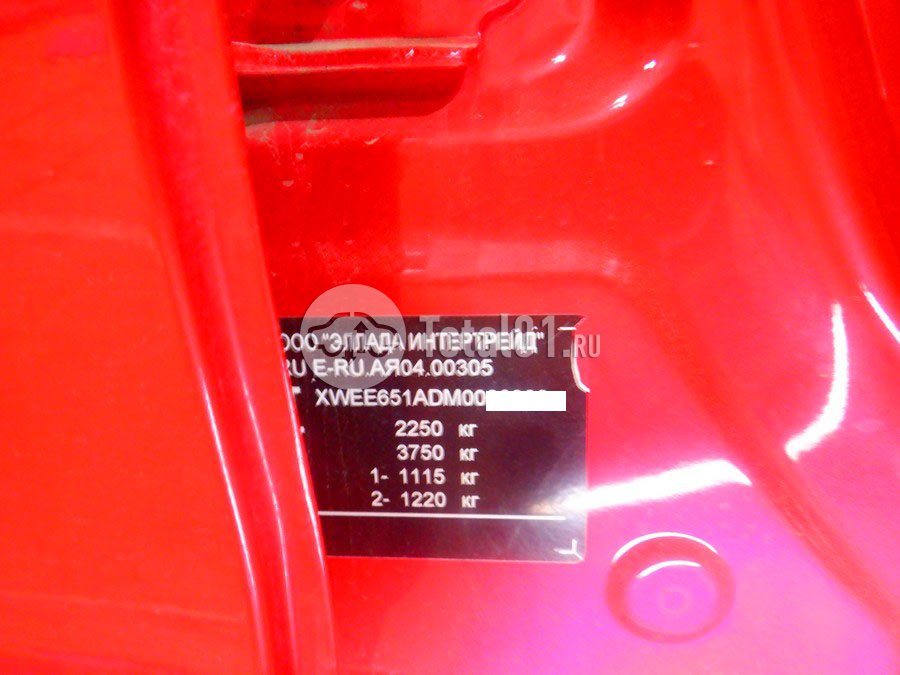 ООО "ЭЛЛАДА ИНТЕРТРЕЙД"
RU E-RU.АЯ04.00305
XWEE651ADM00
2250 кг
3750 кг
1- 1115 кг
2- 1220 кг
Total01.RU